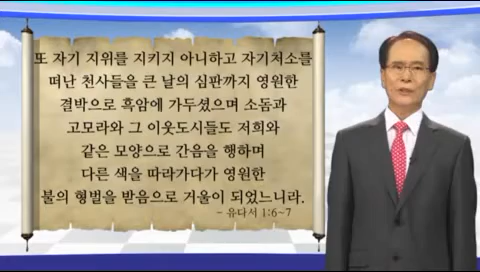 또 자기 지위를 지키지 아니하고 자기처소를
떠난 천사들을 큰 날의 심판까지 영원한
결박으로 흑암에 가두셨으며 소돔과
고모라와 그 이웃도시들도 저희와
같은 모양으로 간음을 행하며
다른 색을 따라가다가 영원한
불의 형벌을 받음으로 거울이 되었느니라.
~ 유다서 1:6~7